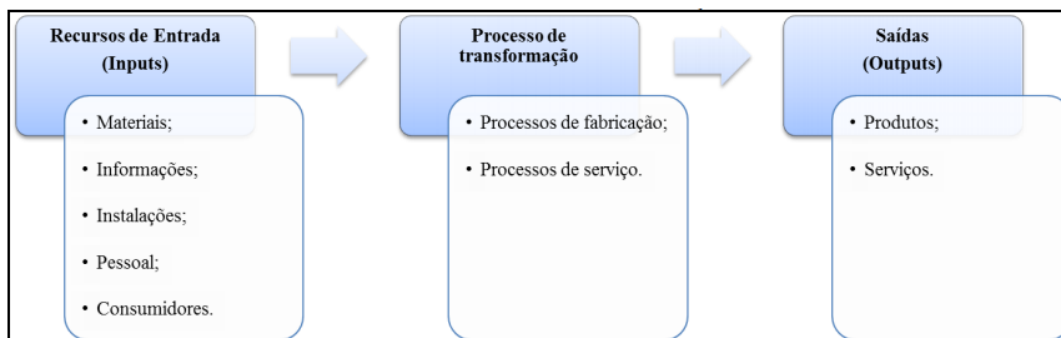 Recursos de Entrada
(Inputs)
• Materiais;
• Informações;
• Instalações;
• Pessoal;
• Consumidores.
Processo de
transformação
• Processos de fabricação;
• Processos de serviço.
Saídas
(Outputs)
• Produtos;
• Serviços.